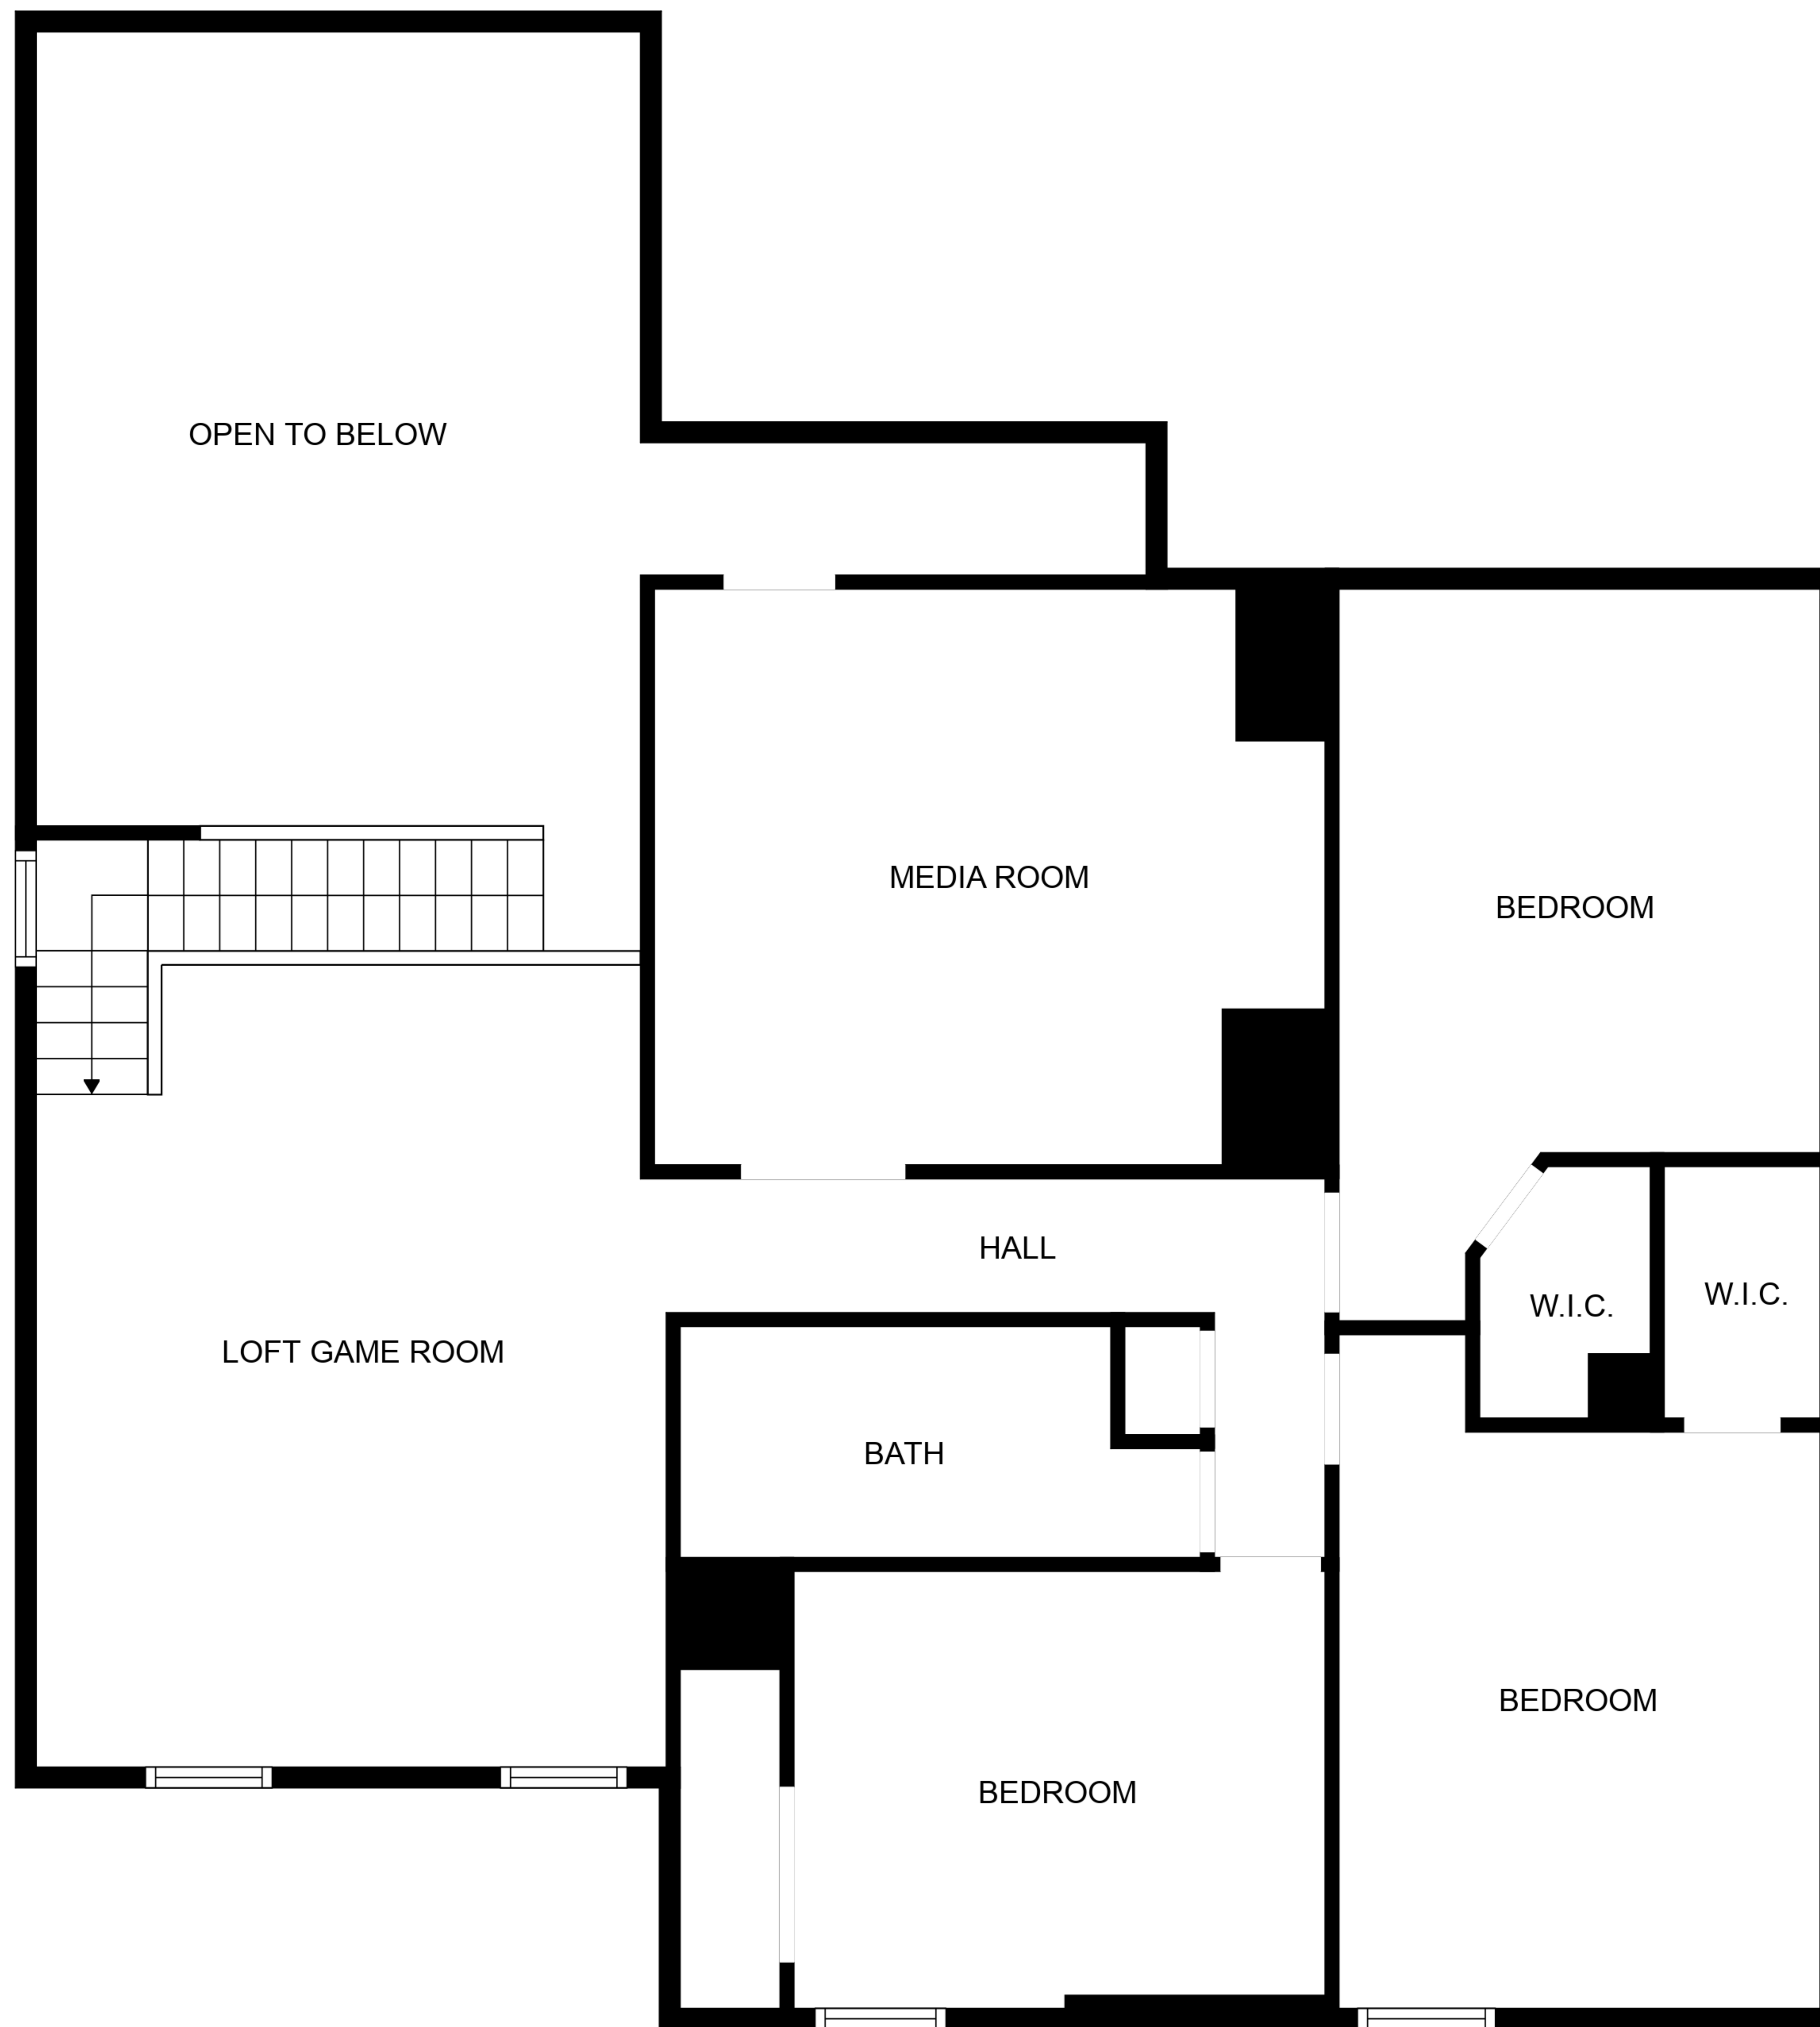 OPEN TO BELOW
MEDIA ROOM
BEDROOM
HALL
W.I.C.
W.I.C.
LOFT GAME ROOM
BATH
BEDROOM
BEDROOM